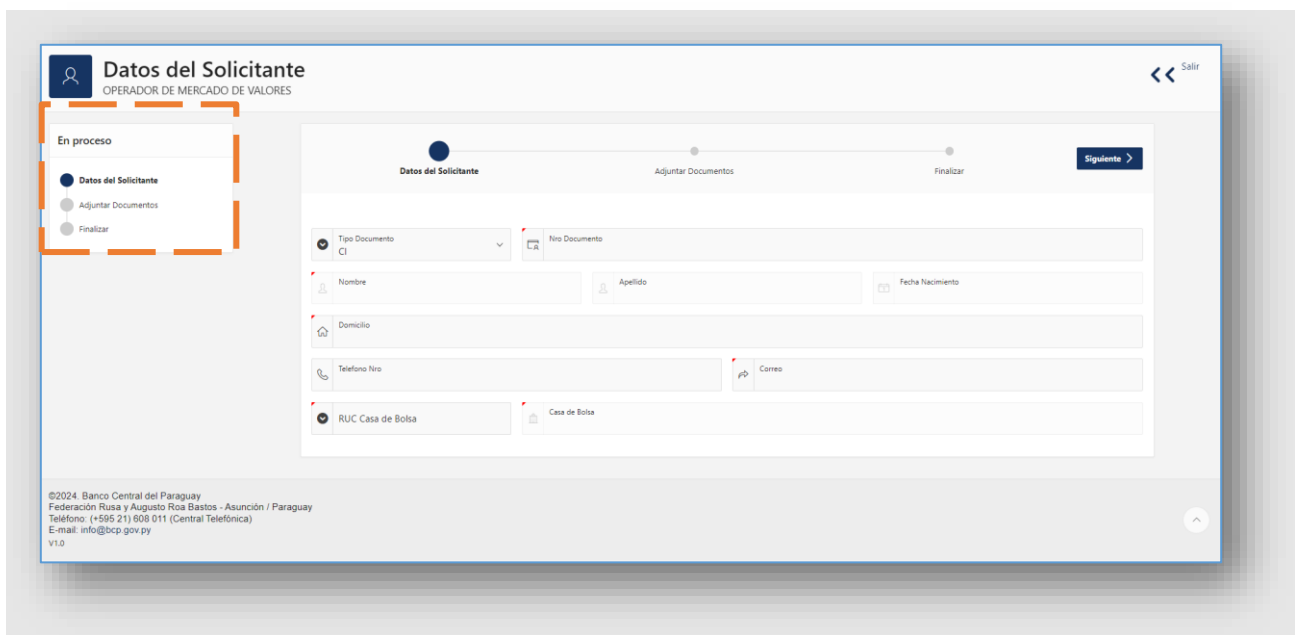 Datos del Solicitante
OPERADOR DE MERCADO DE VALORES
Salir
En proceso
Datos del Solicitante
Adjuntar Documentos
Finalizar
Datos del Solicitante
Adjuntar Documentos
Finalizar
Siguiente
Tipo Documento
CI
Nro Documento
Nombre
Apellido
Fecha Nacimiento
Domicilio
Telefono Nro
Correo
RUC Casa de Bolsa
Casa de Bolsa
©2024. Banco Central del Paraguay
Federación Rusa y Augusto Roa Bastos - Asunción / Paraguay
Teléfono: (+595 21) 608 011 (Central Telefónica)
E-mail: info@bcp.gov.py
V1.0